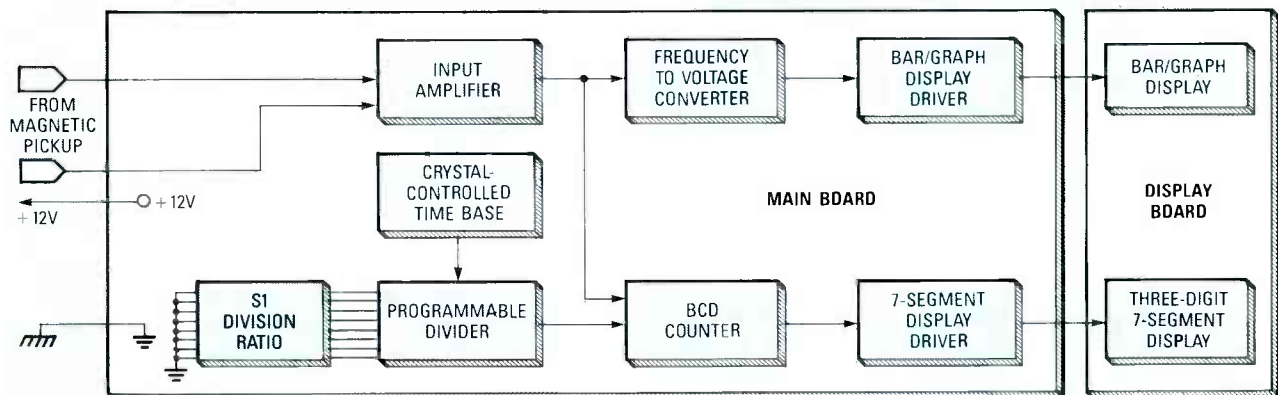 FROM
MAGNETIC
PICKUP
+12V
+12V
INPUT
AMPLIFIER
FREQUENCY
TO VOLTAGE
CONVERTER
BAR/GRAPH
DISPLAY
DRIVER
BAR/GRAPH
DISPLAY
CRYSTAL-
CONTROLLED
TIME BASE
MAIN BOARD
DISPLAY
BOARD
S1
DIVISION
RATIO
PROGRAMMABLE
DIVIDER
BCD
COUNTER
7-SEGMENT
DISPLAY
DRIVER
THREE-DIGIT
7-SEGMENT
DISPLAY